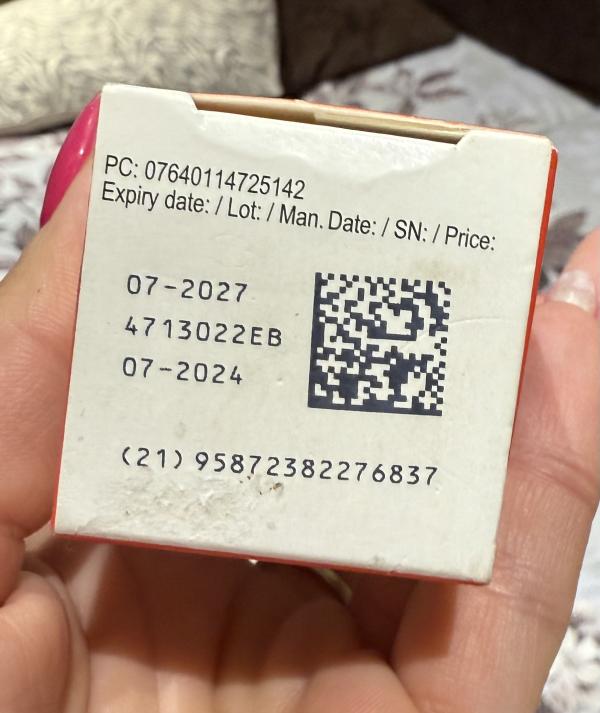 PC: 07640114725142
Expiry date: / Lot: / Man. Date: / SN: / Price:
07-2027
4713022EB
07-2024
(21) 95872382276837